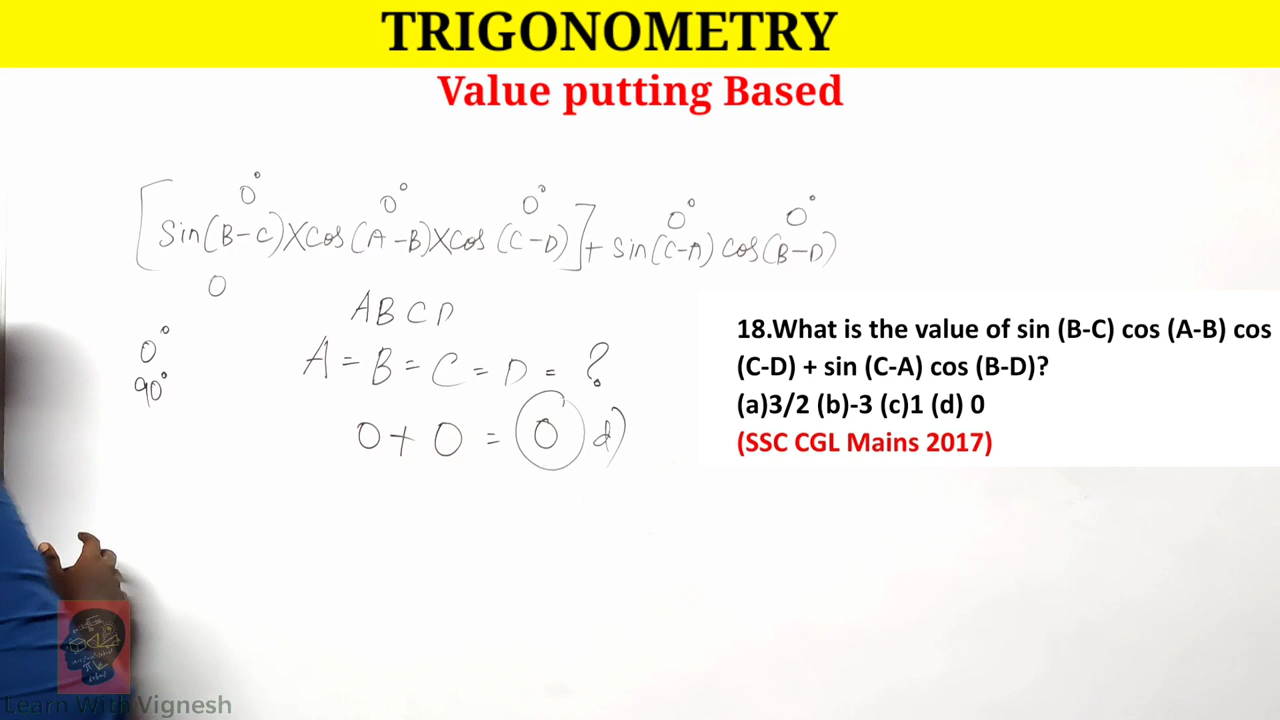 TRIGONOMETRY
Value putting Based
0° 0° 0° 0° 0°
[Sin(B-C)XCos(A-B)XCos(C-D)]+ sin(C-A) cos(B-D)
0
A B C D
0°
A = B = C = D = ?
90°
0 + 0 = 0 d)
18.What is the value of sin (B-C) cos (A-B) cos
(C-D) + sin (C-A) cos (B-D)?
(a)3/2 (b)-3 (c)1 (d) 0
(SSC CGL Mains 2017)
Learn With Vignesh